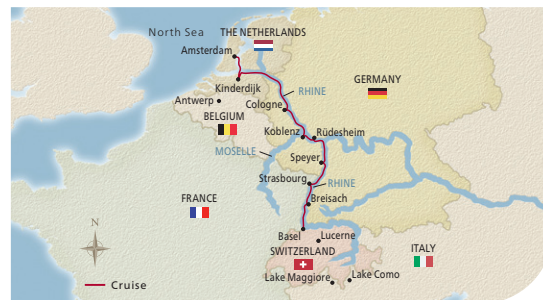 North Sea
THE NETHERLANDS
Amsterdam
Kinderdijk
GERMANY
RHINE
Antwerp
Cologne
BELGIUM
Koblenz
Rüdesheim
MOSELLE
Speyer
Strasbourg
RHINE
FRANCE
Breisach
N
Basel
Lucerne
SWITZERLAND
ITALY
Lake Maggiore
Lake Como
Cruise